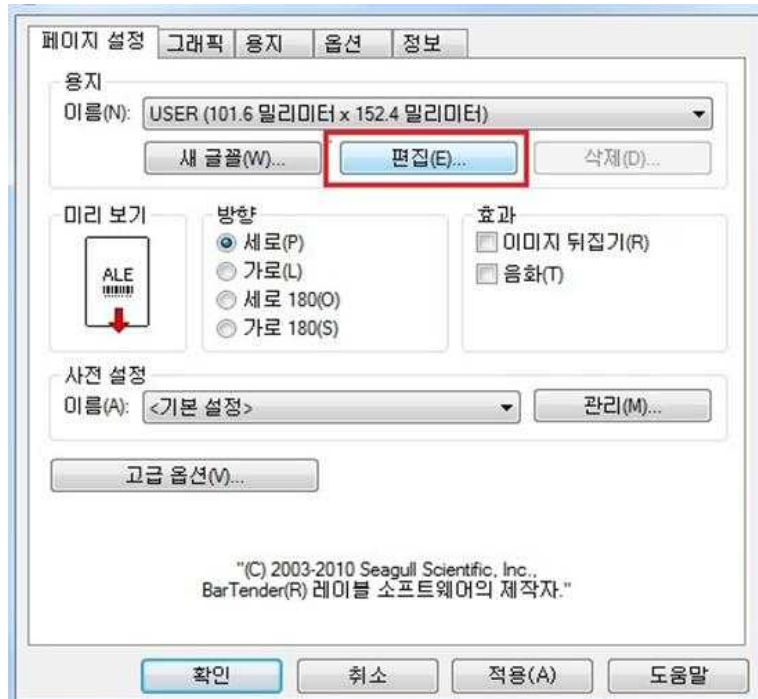 페이지 설정 그래픽 용지 옵션 정보
용지
이름(N): USER (101.6 밀리미터 x 152.4 밀리미터)
새 글꼴(W)... 편집(E)... 삭제(D)...
미리 보기
ALE
방향
세로(P)
가로(L)
세로 180(O)
가로 180(S)
효과
이미지 뒤집기(R)
음화(T)
사전 설정
이름(A): <기본 설정> 관리(M)...
고급 옵션(V)...
"(C) 2003-2010 Seagull Scientific, Inc.,
BarTender(R) 레이블 소프트웨어의 제작자."
확인 취소 적용(A) 도움말